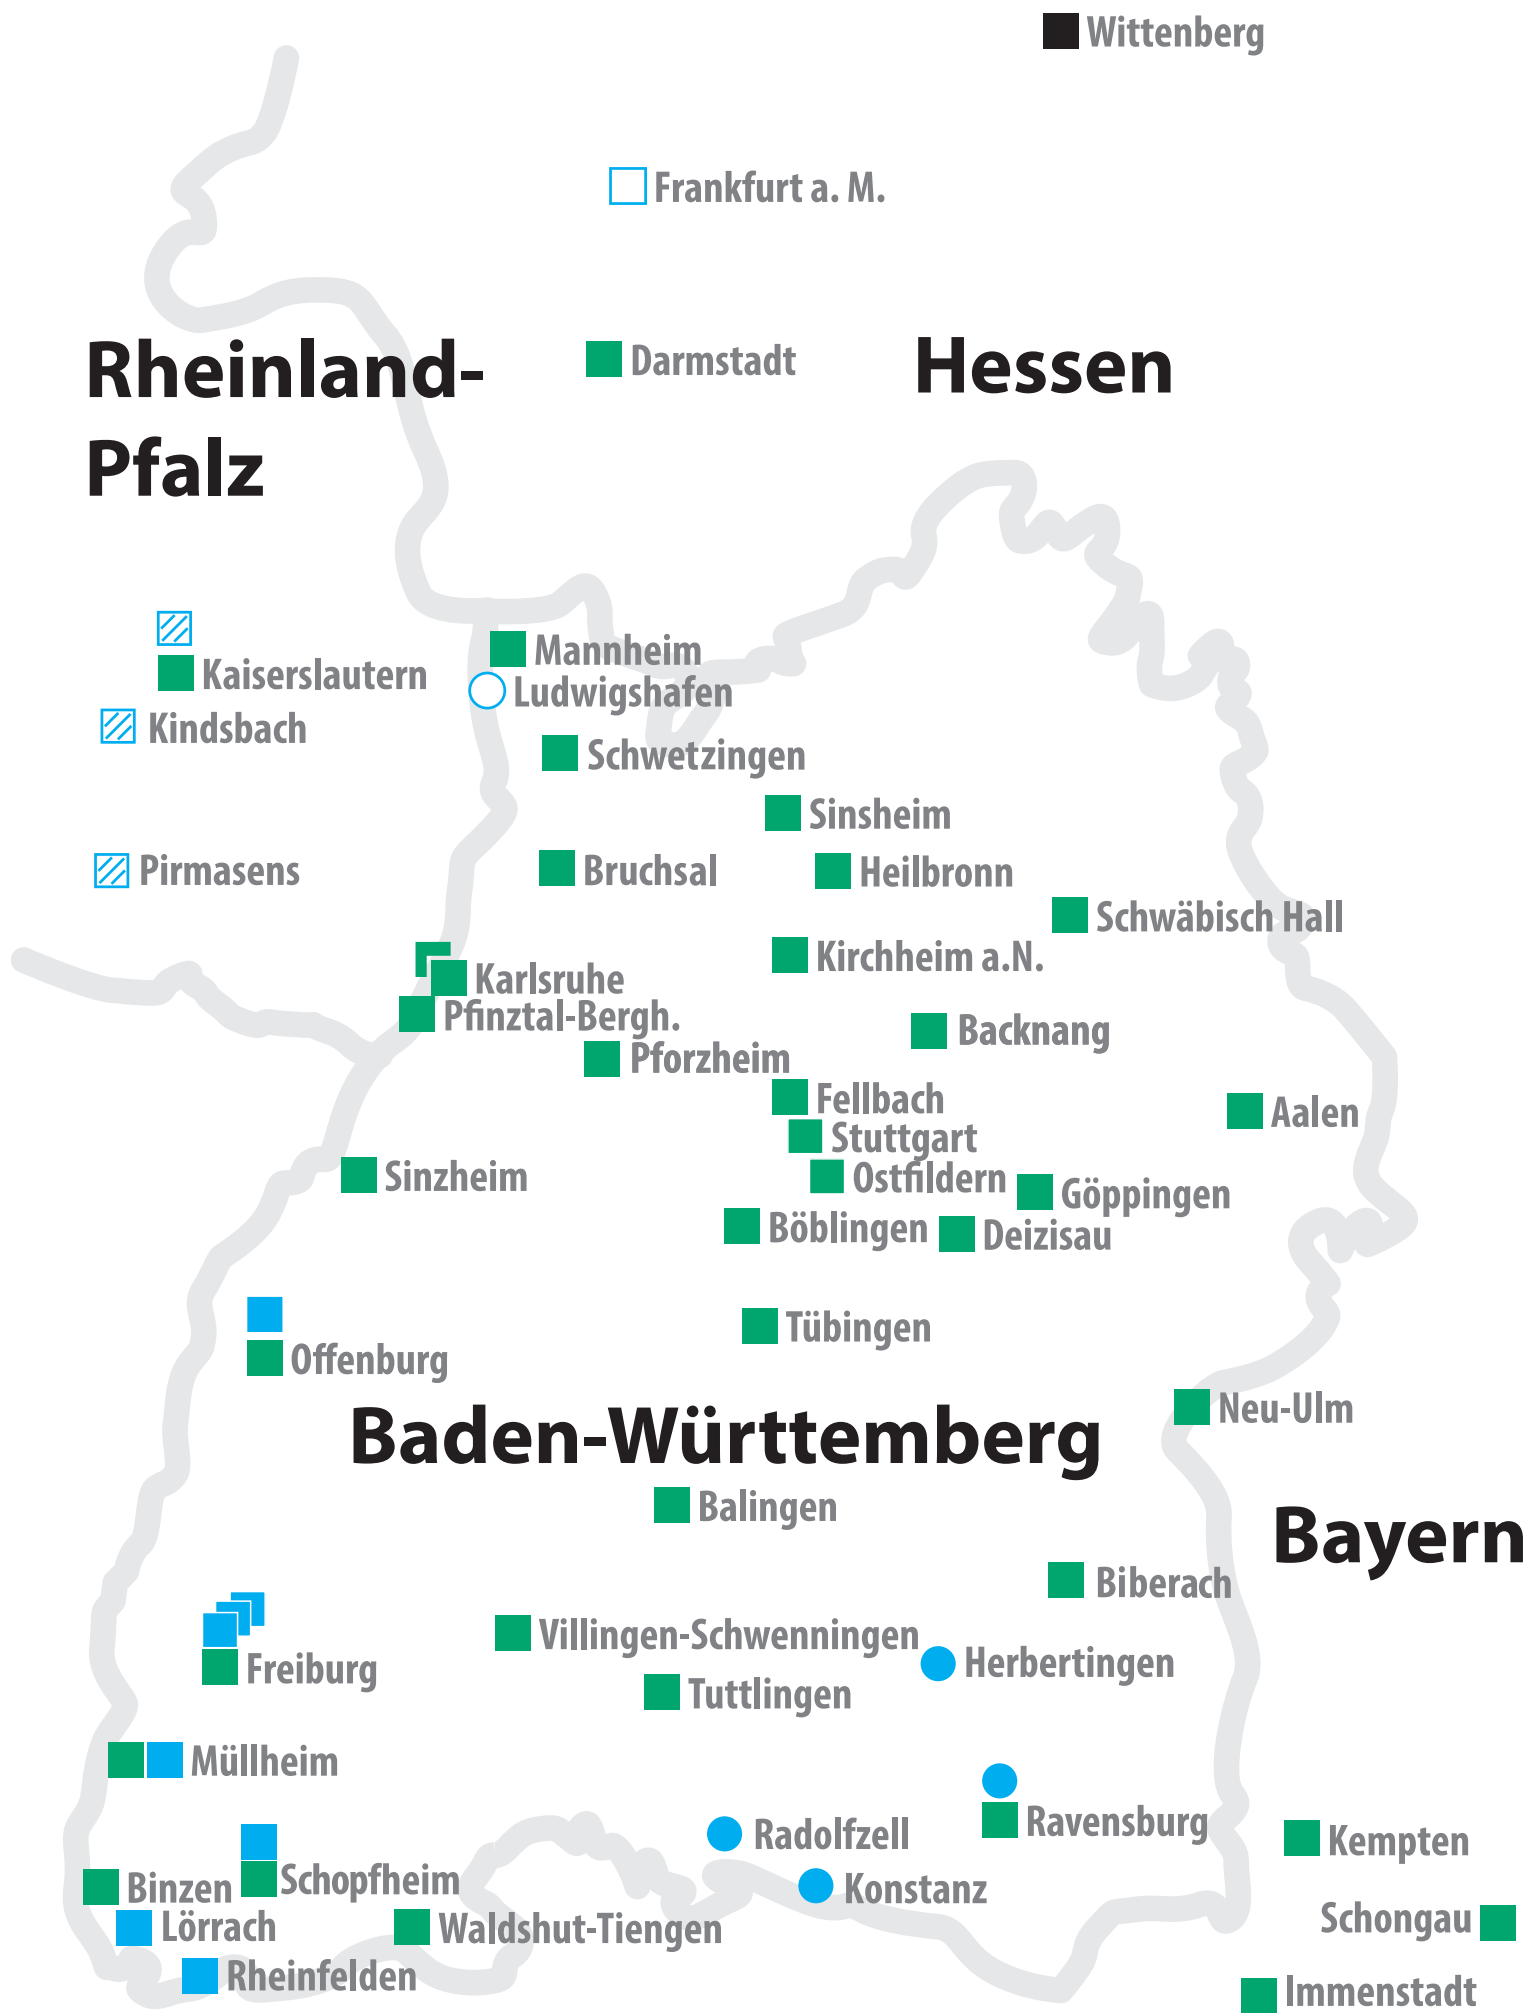 Wittenberg
Frankfurt a. M.
Rheinland-
Pfalz
Darmstadt
Hessen
Mannheim
Kaiserslautern
Ludwigshafen
Kindsbach
Schwetzingen
Sinsheim
Pirmasens
Bruchsal
Heilbronn
Schwäbisch Hall
Kirchheim a.N.
Karlsruhe
Pfinztal-Bergh.
Backnang
Pforzheim
Fellbach
Aalen
Stuttgart
Sinzheim
Ostfildern
Göppingen
Böblingen
Deizisau
Tübingen
Offenburg
Neu-Ulm
Baden-Württemberg
Balingen
Bayern
Biberach
Villingen-Schwenningen
Herbertingen
Freiburg
Tuttlingen
Müllheim
Ravensburg
Radolfzell
Kempten
Schopfheim
Binzen
Konstanz
Schongau
Lörrach
Waldshut-Tiengen
Rheinfelden
Immenstadt